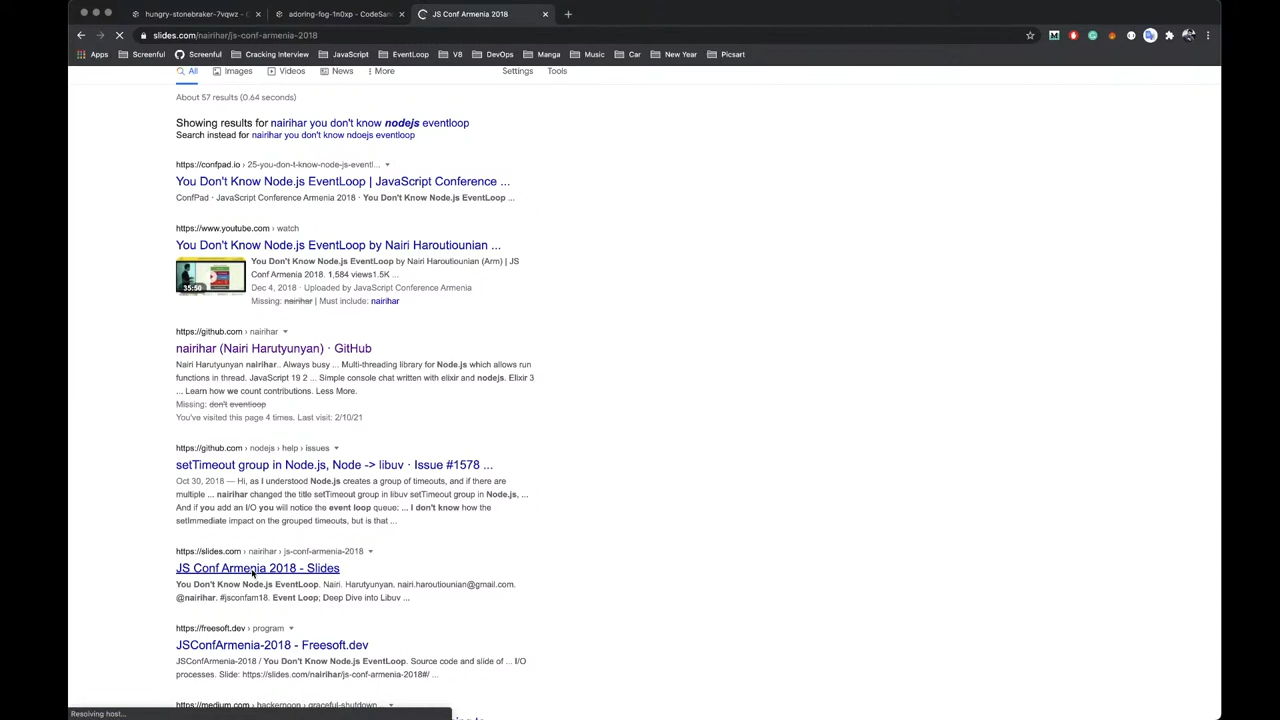 hungry-stonebraker-7vqwz - C
adoring-fog-1n0xp - CodeSan
JS Conf Armenia 2018
slides.com/nairihar/js-conf-armenia-2018
Apps Screenful Screenful Cracking Interview JavaScript EventLoop V8 DevOps Manga Music Car New Year Picsart
All Images Videos News More Settings Tools
About 57 results (0.64 seconds)
Showing results for nairihar you don't know nodejs eventloop
Search instead for nairihar you don't know ndoejs eventloop
https://confpad.io › 25-you-don-t-know-node-js-eventl...
You Don't Know Node.js EventLoop | JavaScript Conference ...
ConfPad · JavaScript Conference Armenia 2018 · You Don't Know Node.js EventLoop ...
https://www.youtube.com › watch
You Don't Know Node.js EventLoop by Nairi Haroutiounian ...
You Don't Know Node.js EventLoop by Nairi Haroutiounian (Arm) | JS
Conf Armenia 2018. 1,584 views1.5K ...
35:50
Dec 4, 2018 · Uploaded by JavaScript Conference Armenia
Missing: nairihar | Must include: nairihar
https://github.com › nairihar
nairihar (Nairi Harutyunyan) · GitHub
Nairi Harutyunyan nairihar.. Always busy ... Multi-threading library for Node.js which allows run
functions in thread. JavaScript 19 2 ... Simple console chat written with elixir and nodejs. Elixir 3
... Learn how we count contributions. Less More.
Missing: don't eventloop
You've visited this page 4 times. Last visit: 2/10/21
https://github.com › nodejs › help › issues
setTimeout group in Node.js, Node -> libuv · Issue #1578 ...
Oct 30, 2018 — Hi, as I understood Node.js creates a group of timeouts, and if there are
multiple ... nairihar changed the title setTimeout group in libuv setTimeout group in Node.js, ...
And if you add an I/O you will notice the event loop queue: ... I don't know how the
setImmediate impact on the grouped timeouts, but is that ...
https://slides.com › nairihar › js-conf-armenia-2018
JS Conf Armenia 2018 - Slides
You Don't Know Node.js EventLoop. Nairi. Harutyunyan. nairi.haroutiounian@gmail.com.
@nairihar. #jsconfam18. Event Loop; Deep Dive into Libuv ...
https://freesoft.dev › program
JSConfArmenia-2018 - Freesoft.dev
JSConfArmenia-2018 / You Don't Know Node.js EventLoop. Source code and slide of ... I/O
processes. Slide: https://slides.com/nairihar/js-conf-armenia-2018#/ ...
https://medium.com › hackernoon › graceful-shutdown...
Resolving host...